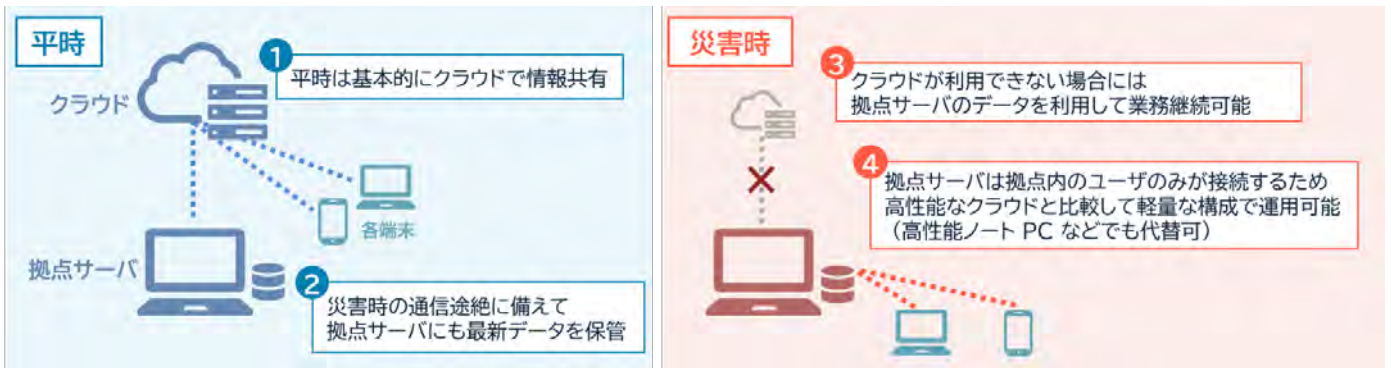 平時
クラウド
1
平時は基本的にクラウドで情報共有
各端末
拠点サーバ
2
災害時の通信途絶に備えて
拠点サーバにも最新データを保管
災害時
3
クラウドが利用できない場合には
拠点サーバのデータを利用して業務継続可能
4
拠点サーバは拠点内のユーザのみが接続するため
高性能なクラウドと比較して軽量な構成で運用可能
（高性能ノート PC などでも代替可）